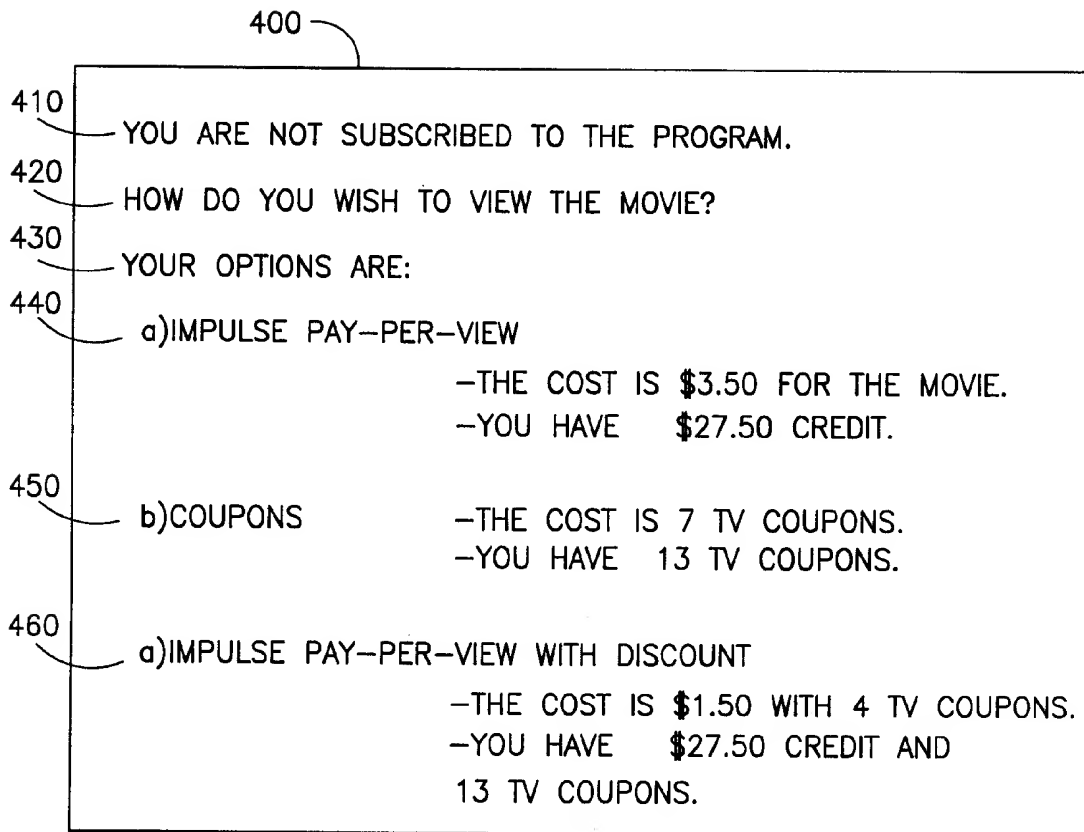 400
410
YOU ARE NOT SUBSCRIBED TO THE PROGRAM.
420
HOW DO YOU WISH TO VIEW THE MOVIE?
430
YOUR OPTIONS ARE:
440
a)IMPULSE PAY-PER-VIEW
-THE COST IS $3.50 FOR THE MOVIE.
-YOU HAVE $27.50 CREDIT.
450
b)COUPONS -THE COST IS 7 TV COUPONS.
-YOU HAVE 13 TV COUPONS.
460
a)IMPULSE PAY-PER-VIEW WITH DISCOUNT
-THE COST IS $1.50 WITH 4 TV COUPONS.
-YOU HAVE $27.50 CREDIT AND
13 TV COUPONS.